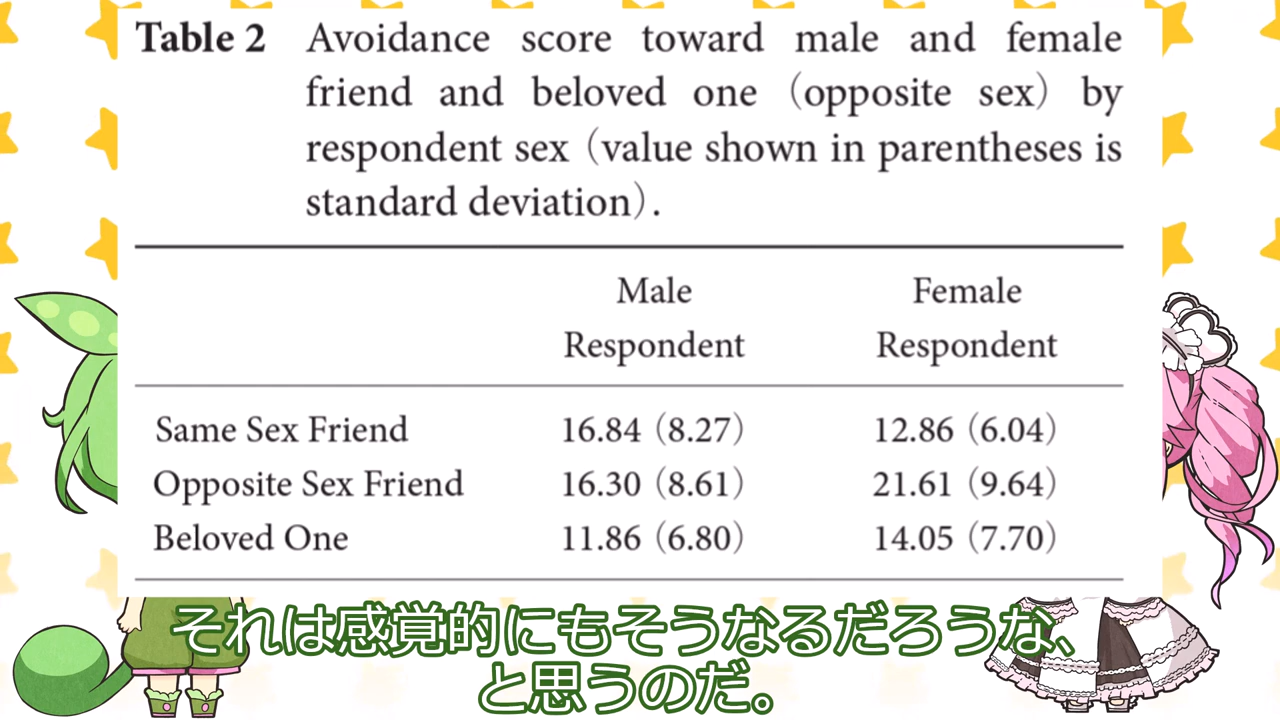 Table 2 Avoidance score toward male and female
friend and beloved one (opposite sex) by
respondent sex (value shown in parentheses is
standard deviation).
Male Female
Respondent Respondent
Same Sex Friend 16.84 (8.27) 12.86 (6.04)
Opposite Sex Friend 16.30 (8.61) 21.61 (9.64)
Beloved One 11.86 (6.80) 14.05 (7.70)
それは感覚的にもそうなるだろうな、
と思うのだ。